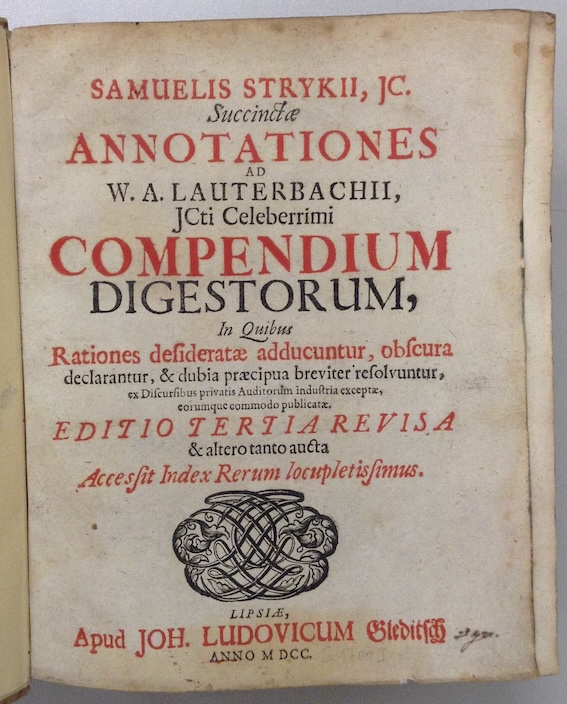 SAMUELIS STRYKII, JC.
Succinctæ
ANNOTATIONES
AD
W. A. LAUTERBACHII,
JCti Celeberrimi
COMPENDIUM
DIGESTORUM,
In Quibus
Rationes desideratæ adducuntur, obscura
declarantur, & dubia præcipua breviter resolvuntur,
ex Discursibus privatis Auditorum industria exceptæ,
eorumque commodo publicatæ.
EDITIO TERTIA REVISA
& altero tanto aucta
Accessit Index Rerum locupletissimus.
LIPSIÆ,
Apud JOH. LUDOVICUM Gleditsch
ANNO M DCC.